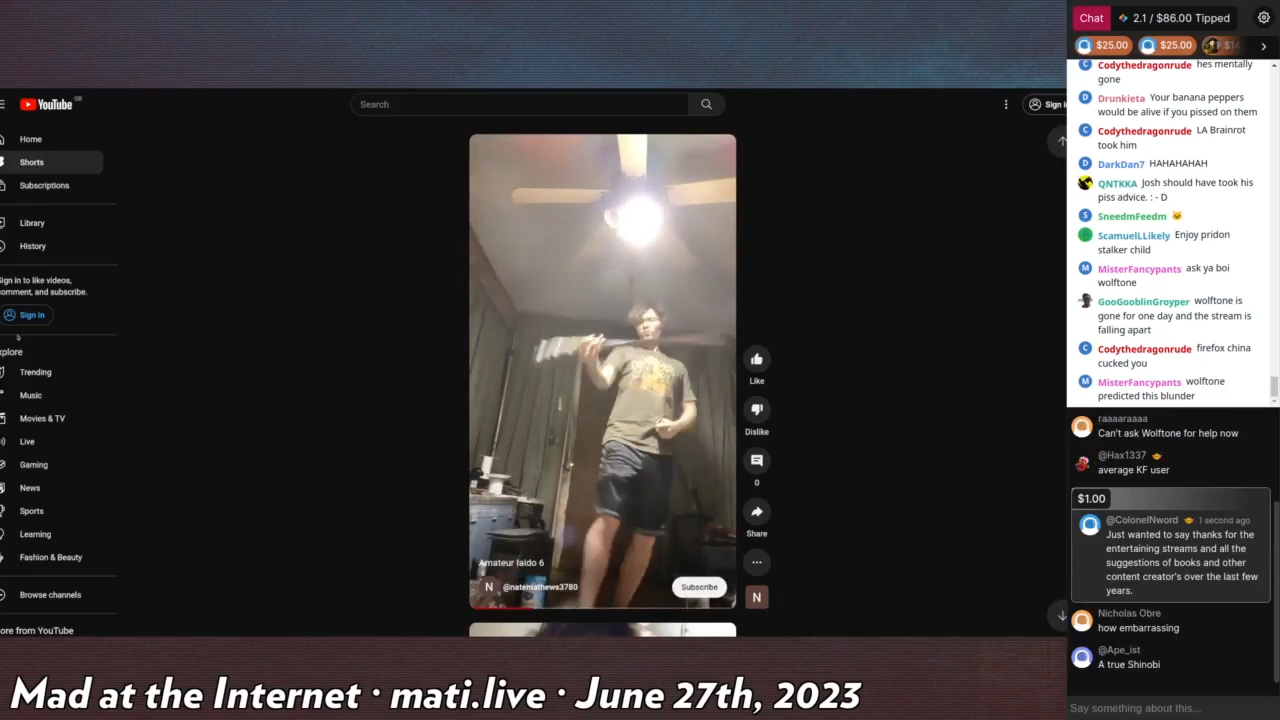 Chat
2.1 / $86.00 Tipped
$25.00
$25.00
YouTube GB
Search
Home
Shorts
Subscriptions
Library
History
Sign in to like videos,
comment, and subscribe.
Sign in
Explore
Trending
Music
Movies & TV
Live
Gaming
News
Sports
Learning
Fashion & Beauty
Browse channels
More from YouTube
Sign in
Like
Dislike
0
Share
Amateur Iaido 6
N @natemathews3780
Subscribe
N
Codythedragonrude hes mentally
gone
Drunkieta Your banana peppers
would be alive if you pissed on them
Codythedragonrude LA Brainrot
took him
DarkDan7 HAHAHAHAH
QNTKKA Josh should have took his
piss advice. : - D
SneedmFeedm
ScamuelLLikely Enjoy pridon
stalker child
MisterFancypants ask ya boi
wolftone
GooGooblinGroyper wolftone is
gone for one day and the stream is
falling apart
Codythedragonrude firefox china
cucked you
MisterFancypants wolftone
predicted this blunder
raaaaraaaa
Can't ask Wolftone for help now
@Hax1337
average KF user
$1.00
@ColonelNword 1 second ago
Just wanted to say thanks for the
entertaining streams and all the
suggestions of books and other
content creator's over the last few
years.
Nicholas Obre
how embarrassing
@Ape_ist
A true Shinobi
Say something about this...
Mad at the Internet · mati.live · June 27th, 2023